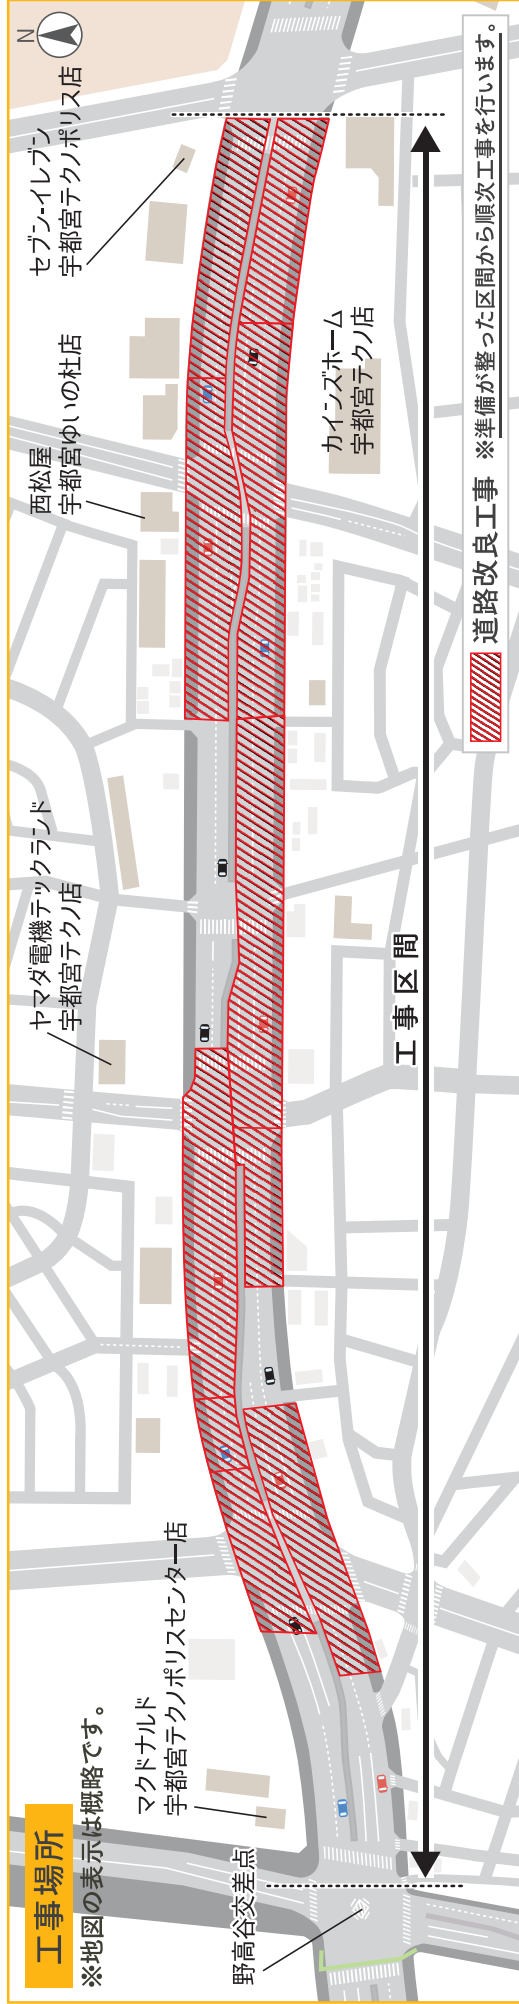 工事場所
※地図の表示は概略です。
野高谷交差点
マクドナルド
宇都宮テクノポリスセンター店
ヤマダ電機テックランド
宇都宮テクノ店
西松屋
宇都宮ゆいの杜店
セブン-イレブン
宇都宮テクノポリス店
N
カインズホーム
宇都宮テクノ店
工事区間
道路改良工事 ※準備が整った区間から順次工事を行います。